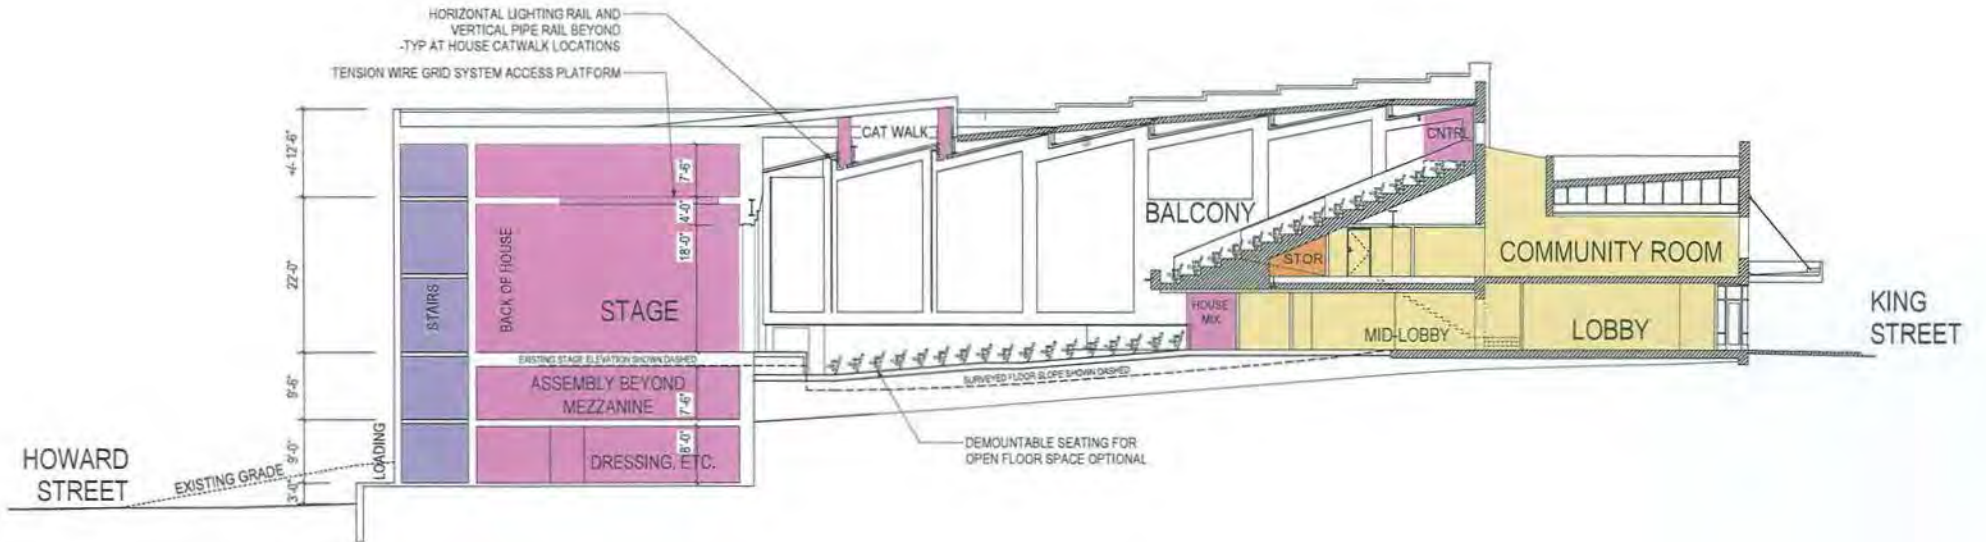 HORIZONTAL LIGHTING RAIL AND
VERTICAL PIPE RAIL BEYOND
-TYP AT HOUSE CATWALK LOCATIONS
TENSION WIRE GRID SYSTEM ACCESS PLATFORM
CAT WALK
CNTRL
+/- 12'-6"
7'-6"
4'-0"
18'-0"
22'-0"
BALCONY
STOR
COMMUNITY ROOM
STAIRS
BACK OF HOUSE
STAGE
HOUSE
MIX
MID-LOBBY
LOBBY
KING
STREET
EXISTING STAGE ELEVATION SHOWN DASHED
SURVEYED FLOOR SLOPE SHOWN DASHED
9'-6"
ASSEMBLY BEYOND
MEZZANINE
7'-6"
DEMOUNTABLE SEATING FOR
OPEN FLOOR SPACE OPTIONAL
HOWARD
STREET
EXISTING GRADE
LOADING
9'-0"
3'-0"
DRESSING, ETC.
8'-0"